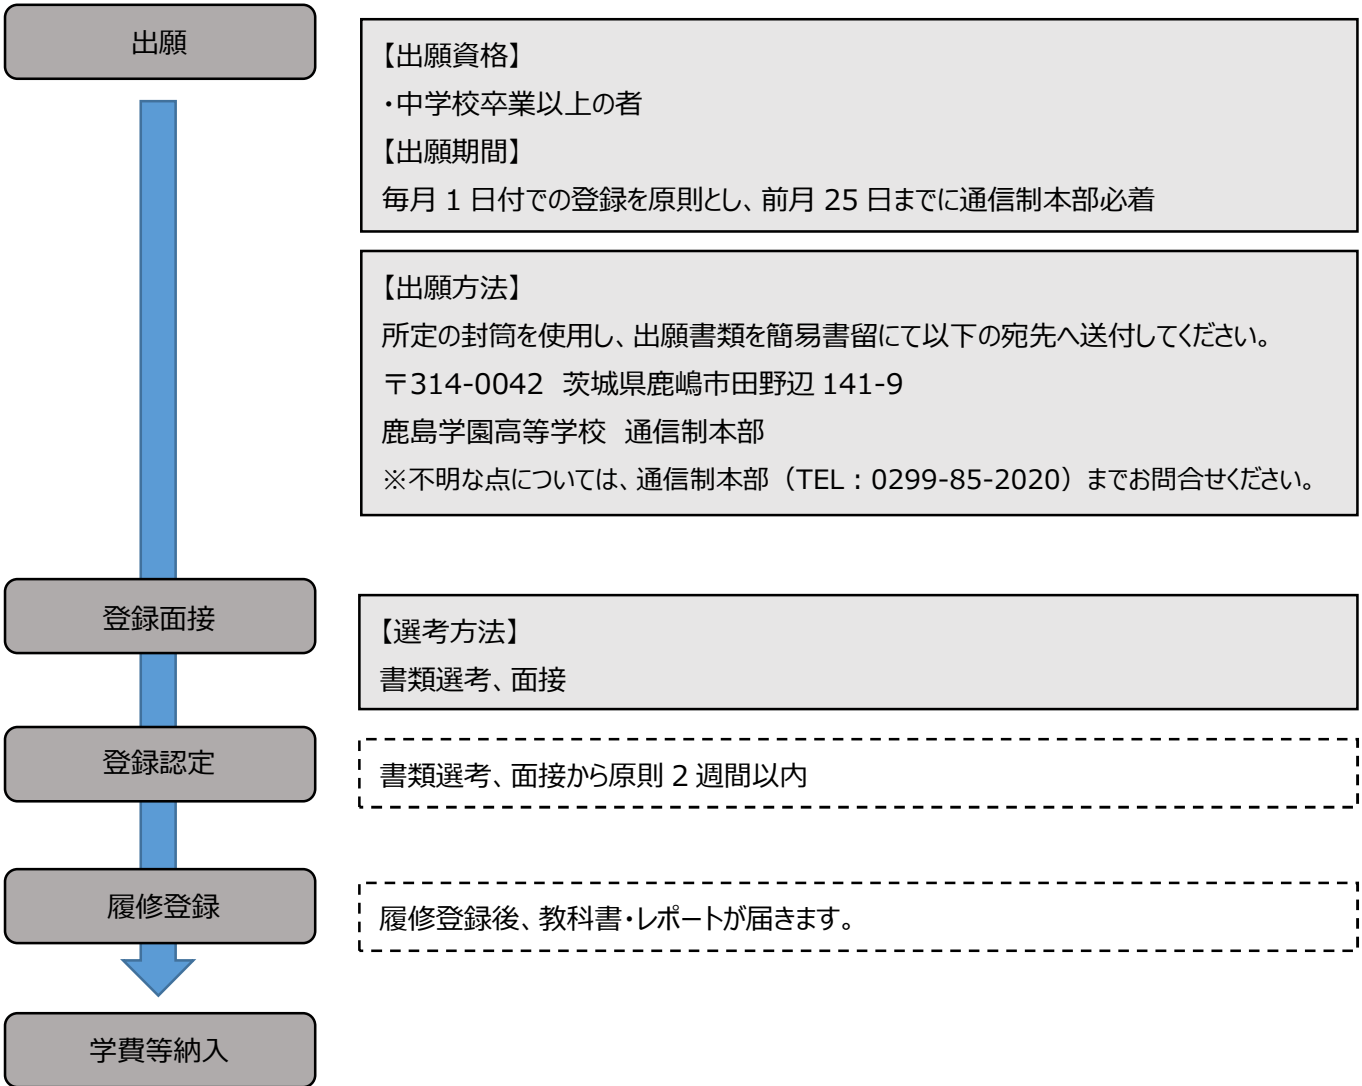 出願
【出願資格】
・中学校卒業以上の者
【出願期間】
毎月 1 日付での登録を原則とし、前月 25 日までに通信制本部必着
【出願方法】
所定の封筒を使用し、出願書類を簡易書留にて以下の宛先へ送付してください。
〒314-0042 茨城県鹿嶋市田野辺 141-9
鹿島学園高等学校 通信制本部
※不明な点については、通信制本部（TEL：0299-85-2020）までお問合せください。
登録面接
【選考方法】
書類選考、面接
登録認定
書類選考、面接から原則 2 週間以内
履修登録
履修登録後、教科書・レポートが届きます。
学費等納入